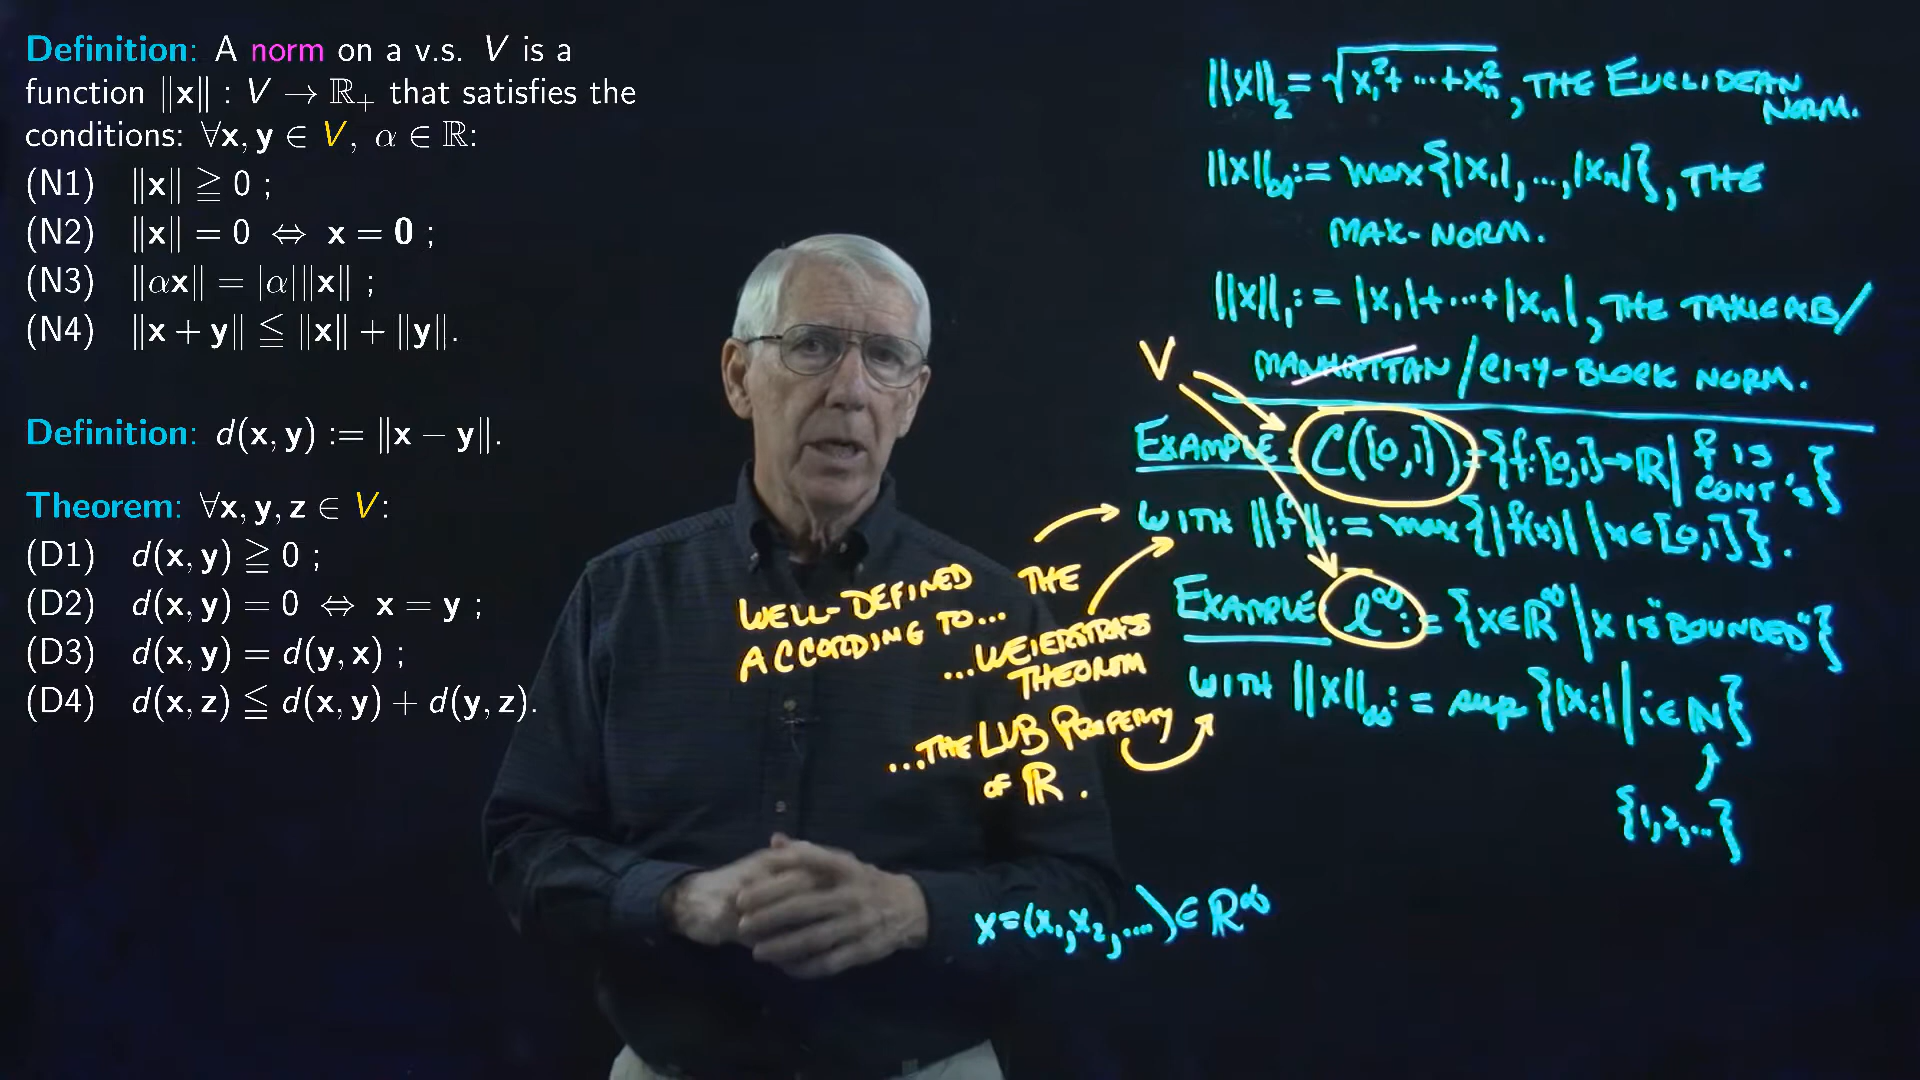 Definition: A norm on a v.s. V is a
function ‖x‖ : V → ℝ₊ that satisfies the
conditions: ∀x, y ∈ V, α ∈ ℝ:
(N1) ‖x‖ ≧ 0 ;
(N2) ‖x‖ = 0 ⇔ x = 0 ;
(N3) ‖αx‖ = |α|‖x‖ ;
(N4) ‖x + y‖ ≦ ‖x‖ + ‖y‖.
Definition: d(x, y) := ‖x − y‖.
Theorem: ∀x, y, z ∈ V:
(D1) d(x, y) ≧ 0 ;
(D2) d(x, y) = 0 ⇔ x = y ;
(D3) d(x, y) = d(y, x) ;
(D4) d(x, z) ≦ d(x, y) + d(y, z).
‖x‖₂ = √(x₁² + ··· + xₙ²), THE EUCLIDEAN
NORM.
‖x‖∞ := max{|x₁|, ..., |xₙ|}, THE
MAX-NORM.
‖x‖₁ := |x₁| + ··· + |xₙ|, THE TAXICAB/
MANHATTAN/CITY-BLOCK NORM.
V
EXAMPLE: C([0,1]) = {f:[0,1]→ℝ | f IS
CONT'S}
WITH ‖f‖ := max{|f(x)| | x∈[0,1]}.
WELL-DEFINED
ACCORDING TO... THE
...WEIERSTRASS
THEOREM
...THE LUB PROPERTY
OF ℝ.
EXAMPLE: ℓ^∞ := {x∈ℝ^∞ | x IS "BOUNDED"}
WITH ‖x‖∞ := sup{|xᵢ| | i∈ℕ}
{1,2,...}
x=(x₁,x₂,....)∈ℝ^∞